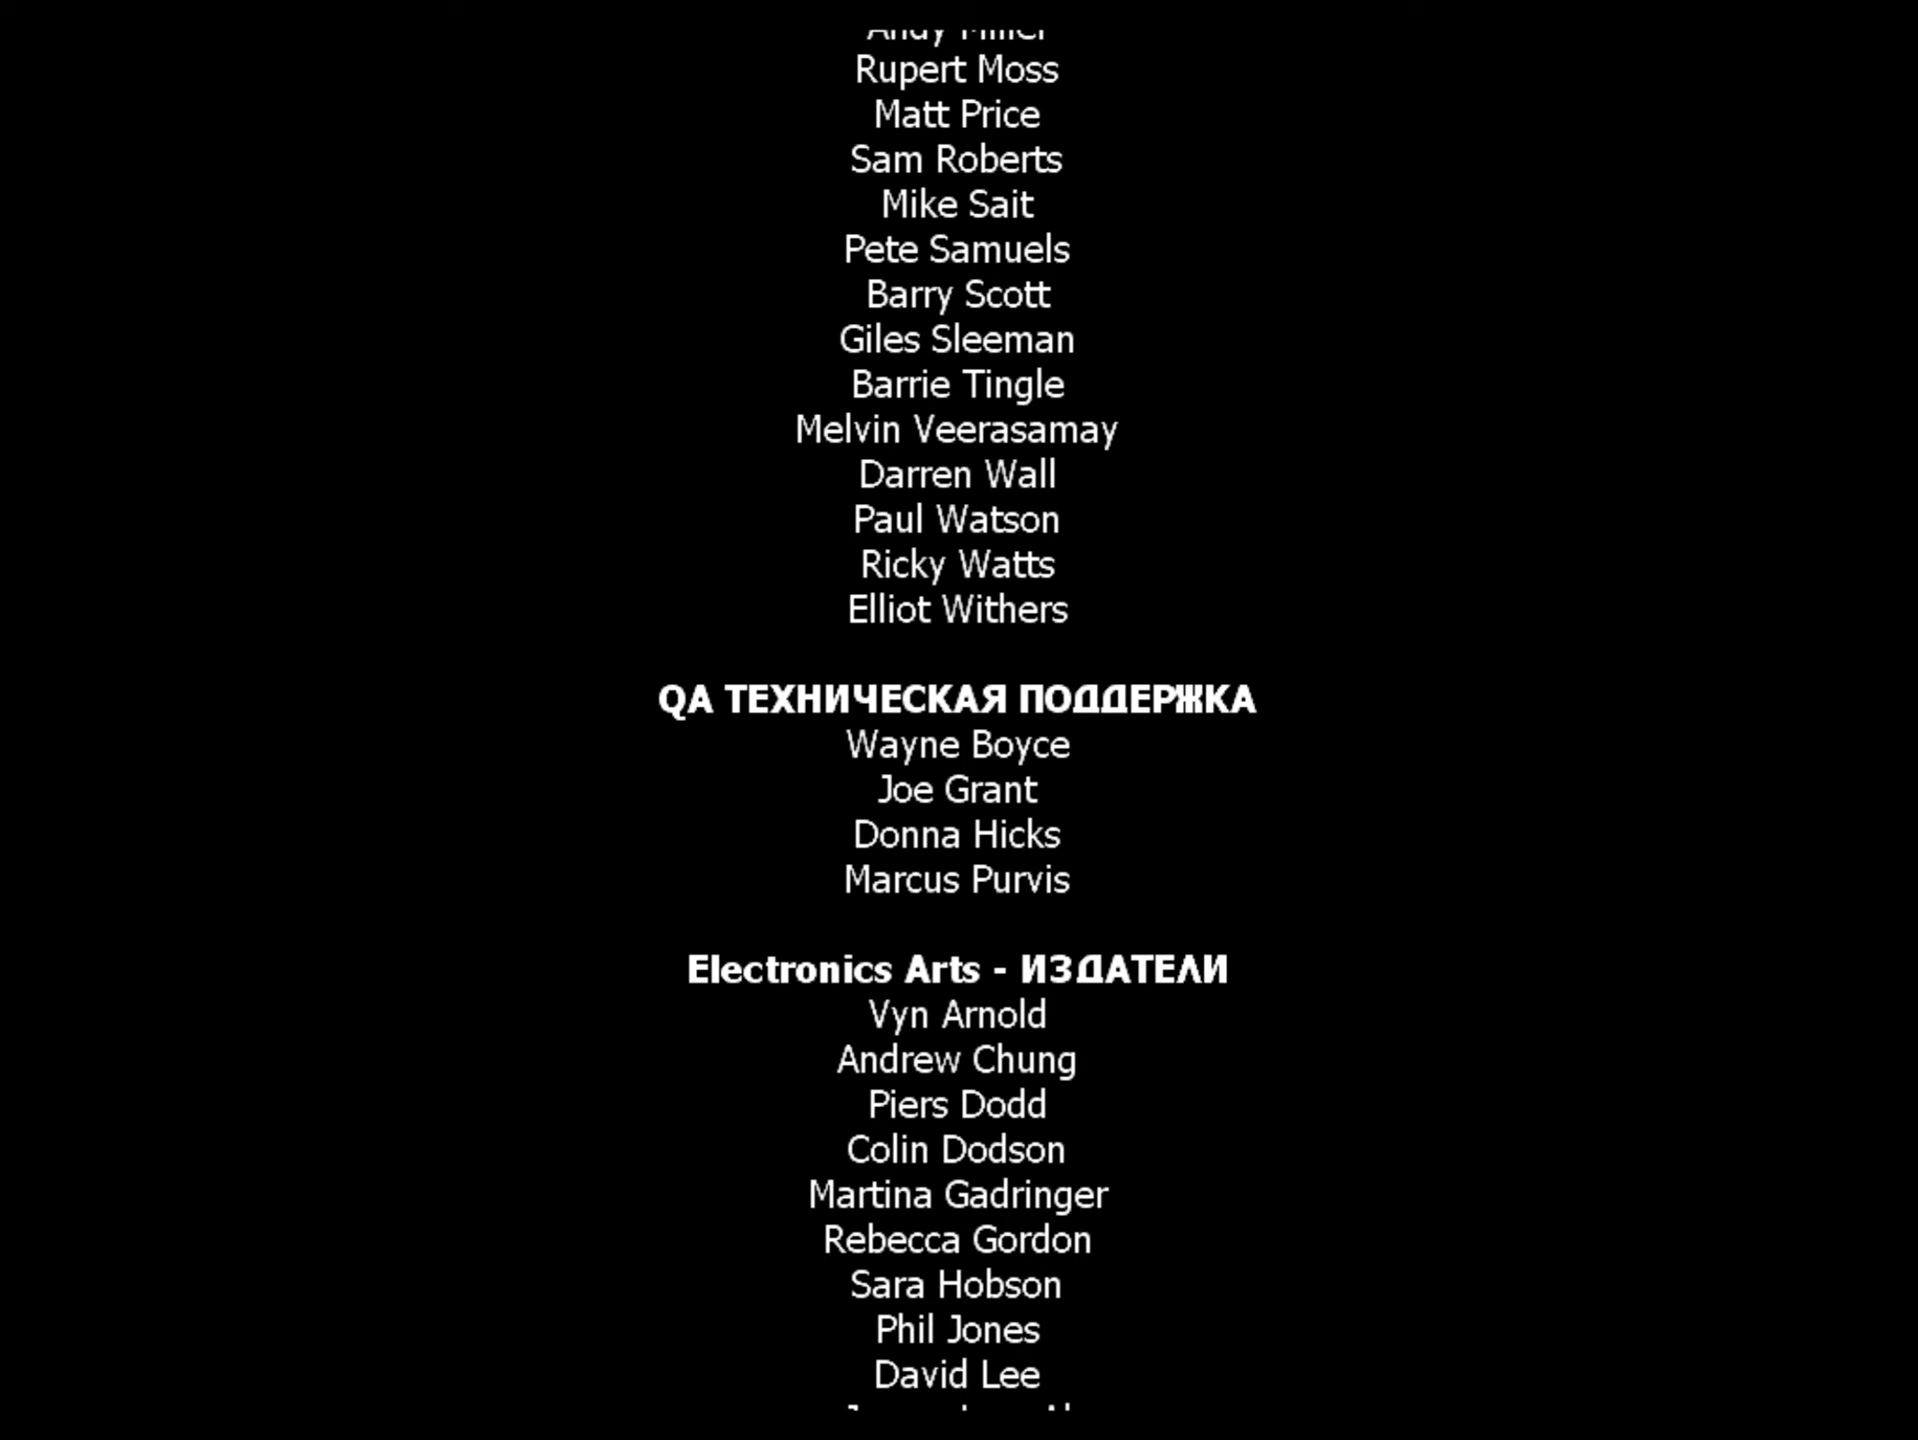 Andy Miller
Rupert Moss
Matt Price
Sam Roberts
Mike Sait
Pete Samuels
Barry Scott
Giles Sleeman
Barrie Tingle
Melvin Veerasamay
Darren Wall
Paul Watson
Ricky Watts
Elliot Withers
QA ТЕХНИЧЕСКАЯ ПОДДЕРЖКА
Wayne Boyce
Joe Grant
Donna Hicks
Marcus Purvis
Electronics Arts - ИЗДАТЕЛИ
Vyn Arnold
Andrew Chung
Piers Dodd
Colin Dodson
Martina Gadringer
Rebecca Gordon
Sara Hobson
Phil Jones
David Lee